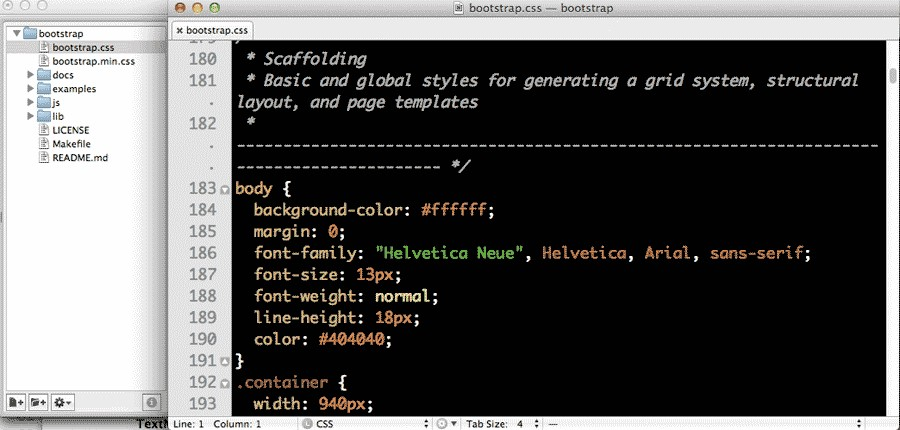 bootstrap.css — bootstrap
bootstrap
bootstrap.css
bootstrap.min.css
docs
examples
js
lib
LICENSE
Makefile
README.md
bootstrap.css
180 * Scaffolding
181 * Basic and global styles for generating a grid system, structural
layout, and page templates
182 *
--------------------------------------------------------------------
---------------------- */
183 body {
184 background-color: #ffffff;
185 margin: 0;
186 font-family: "Helvetica Neue", Helvetica, Arial, sans-serif;
187 font-size: 13px;
188 font-weight: normal;
189 line-height: 18px;
190 color: #404040;
191 }
192 .container {
193 width: 940px;
Line: 1 Column: 1 CSS Tab Size: 4 —